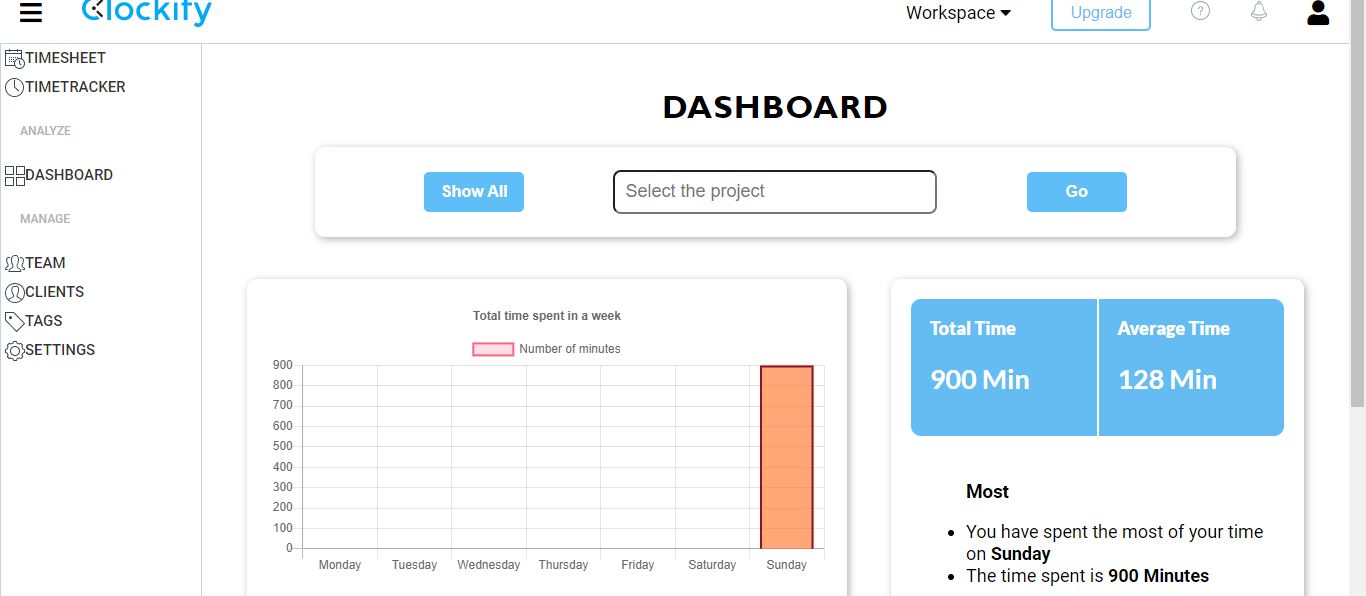 Clockify
Workspace
Upgrade
?
TIMESHEET
TIMETRACKER
ANALYZE
DASHBOARD
MANAGE
TEAM
CLIENTS
TAGS
SETTINGS
DASHBOARD
Show All
Select the project
Go
Total time spent in a week
Number of minutes
900
800
700
600
500
400
300
200
100
0
Monday Tuesday Wednesday Thursday Friday Saturday Sunday
Total Time
900 Min
Average Time
128 Min
Most
You have spent the most of your time
on Sunday
The time spent is 900 Minutes